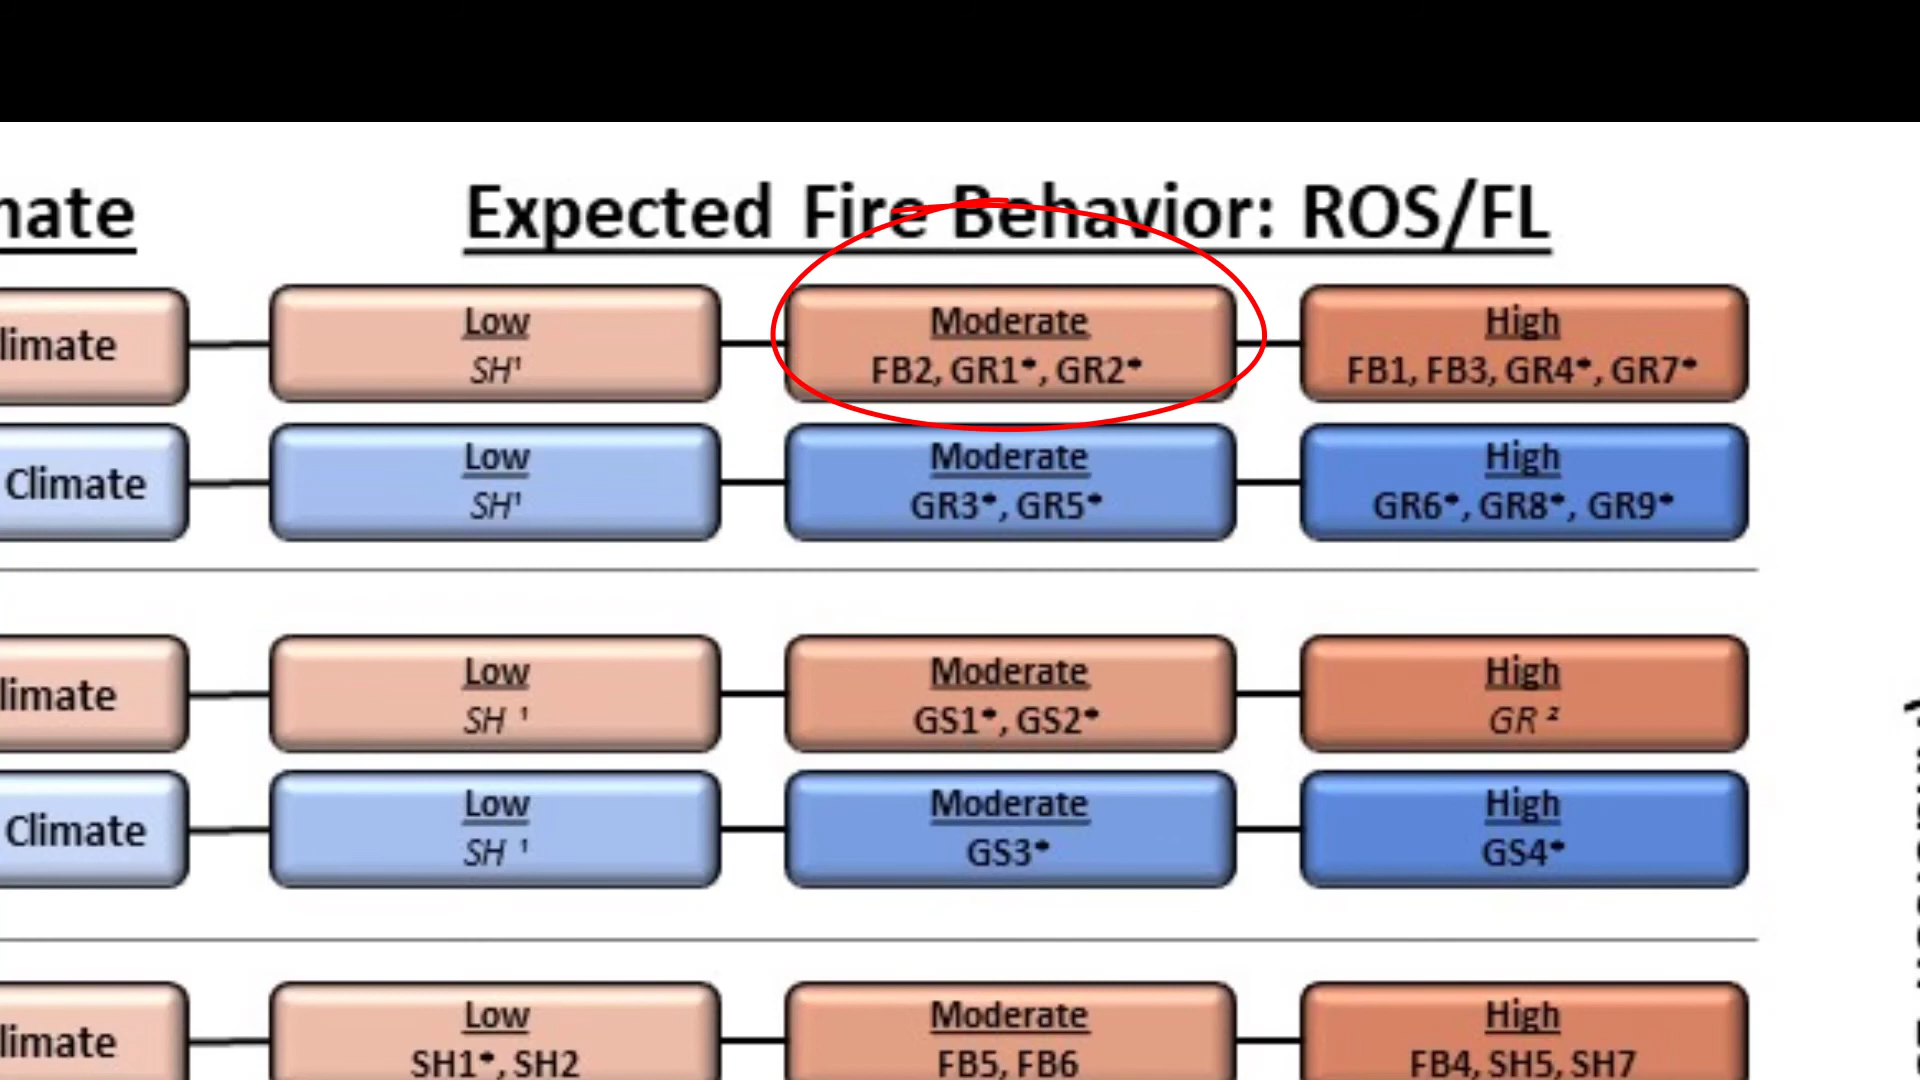 mate Expected Fire Behavior: ROS/FL
limate
Low
SH¹
Moderate
FB2, GR1*, GR2*
High
FB1, FB3, GR4*, GR7*
Climate
Low
SH¹
Moderate
GR3*, GR5*
High
GR6*, GR8*, GR9*
limate
Low
SH ¹
Moderate
GS1*, GS2*
High
GR ²
Climate
Low
SH ¹
Moderate
GS3*
High
GS4*
limate
Low
SH1*, SH2
Moderate
FB5, FB6
High
FB4, SH5, SH7